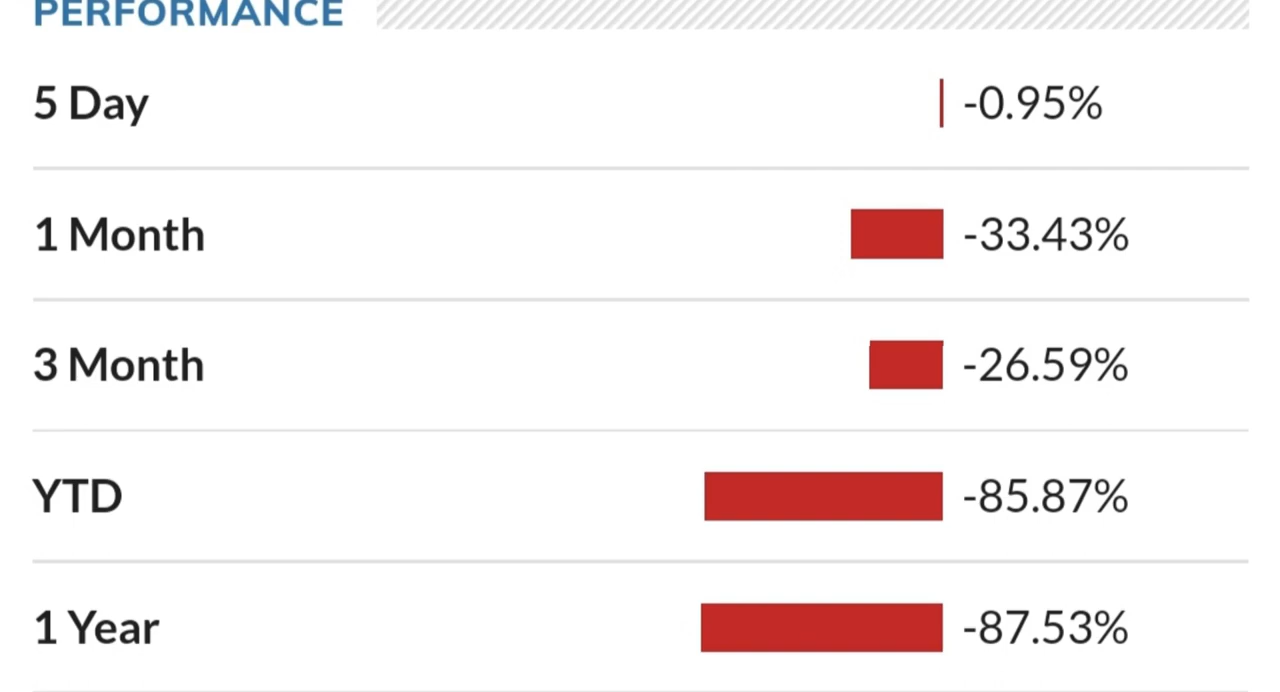 PERFORMANCE
5 Day -0.95%
1 Month -33.43%
3 Month -26.59%
YTD -85.87%
1 Year -87.53%